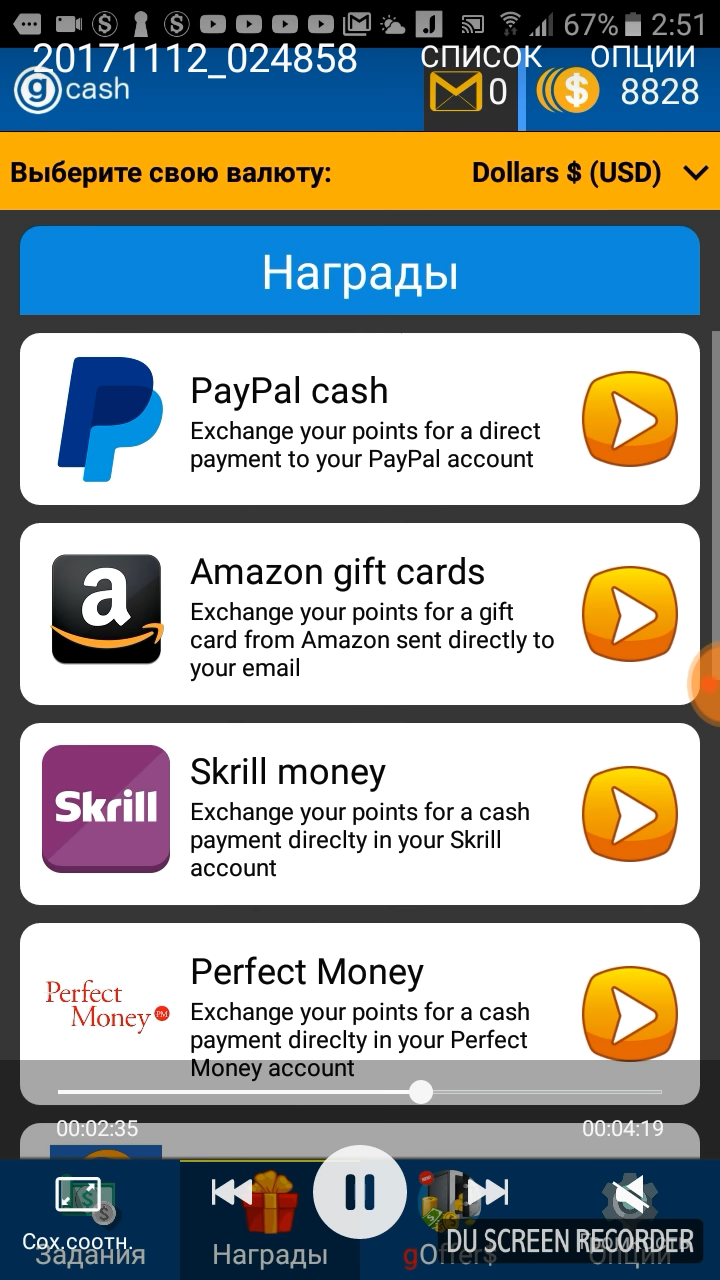 67% 2:51
20171112_024858
СПИСОК
ОПЦИИ
g cash
0
$
8828
Выберите свою валюту:
Dollars $ (USD)
Награды
PayPal cash
Exchange your points for a direct
payment to your PayPal account
a
Amazon gift cards
Exchange your points for a gift
card from Amazon sent directly to
your email
Skrill
Skrill money
Exchange your points for a cash
payment direclty in your Skrill
account
Perfect
Money PM
Perfect Money
Exchange your points for a cash
payment direclty in your Perfect
Money account
00:02:35
00:04:19
Сох.соотн.
Задания
Награды
gOffers
Опции
DU SCREEN RECORDER